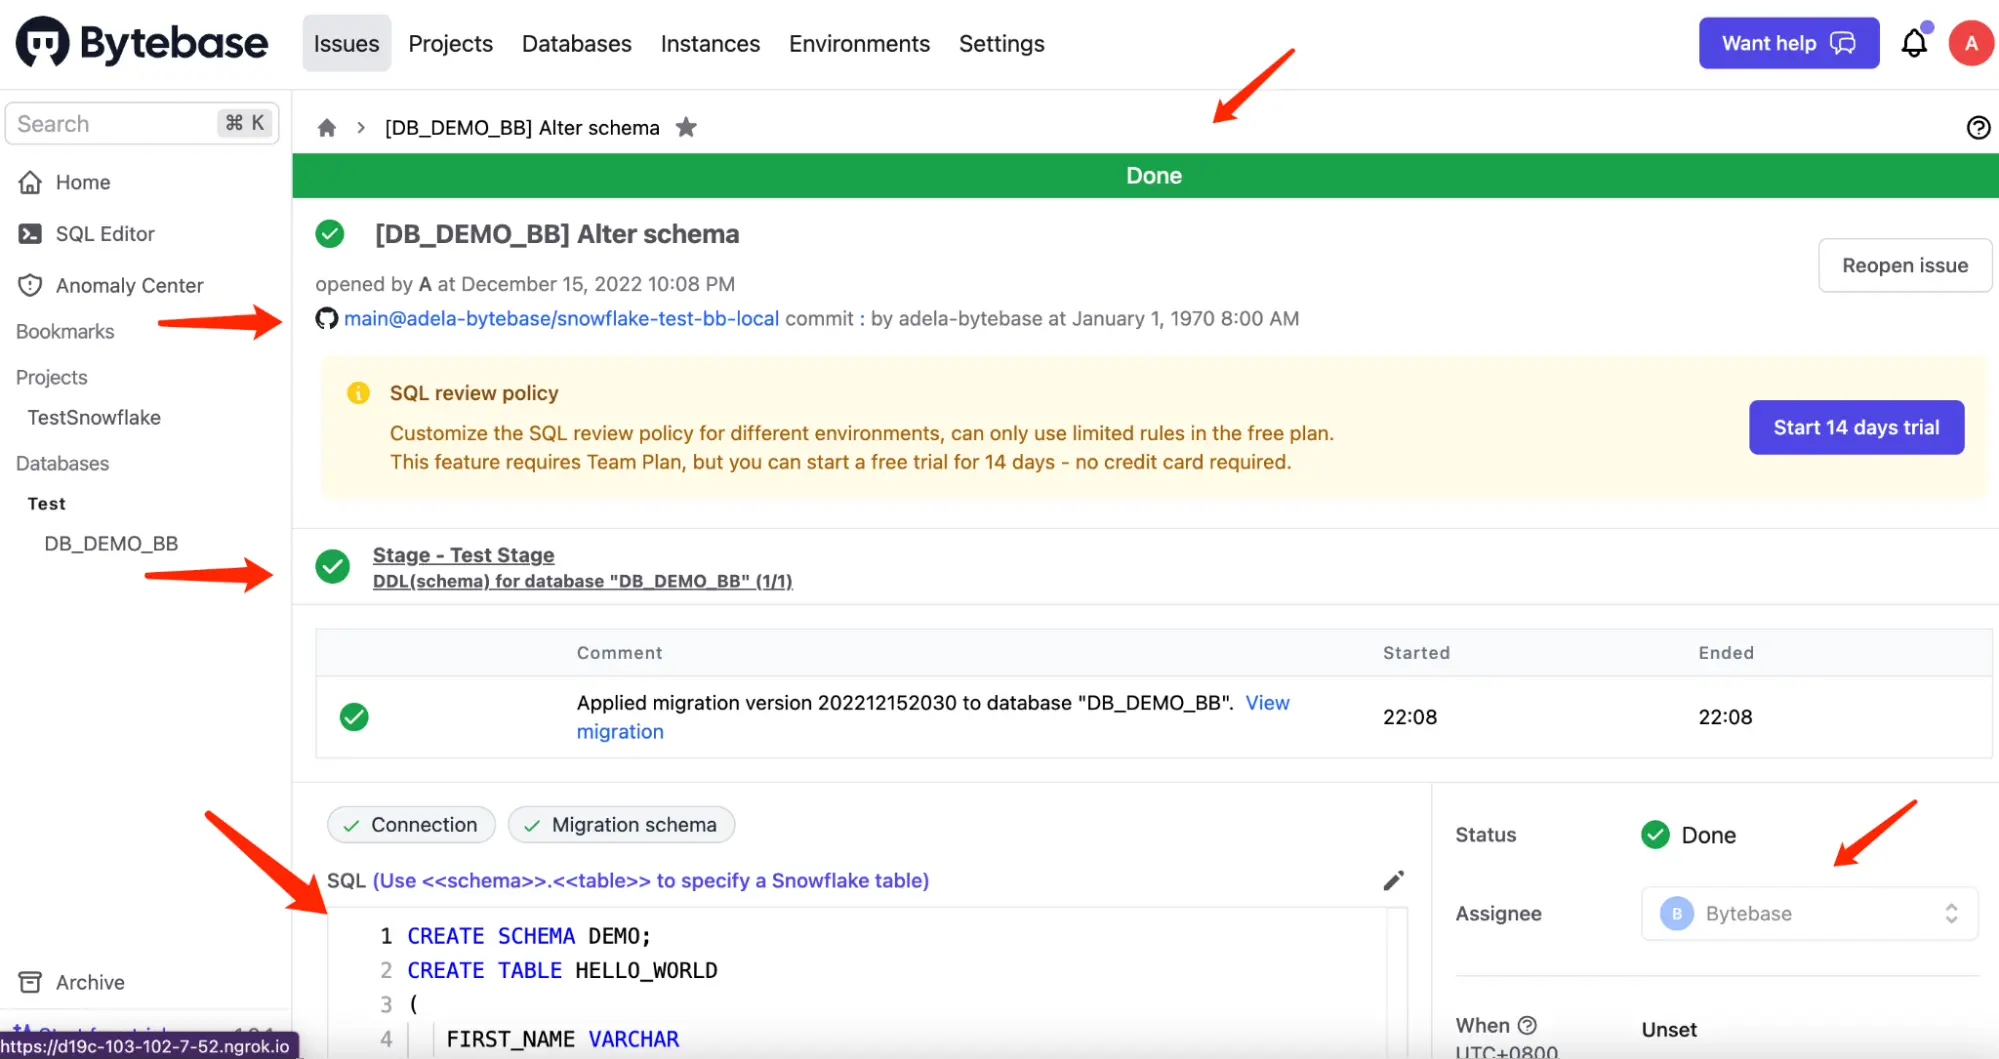 Bytebase
Issues Projects Databases Instances Environments Settings
Want help
A
Search ⌘ K
[DB_DEMO_BB] Alter schema
Done
Home
SQL Editor
Anomaly Center
Bookmarks
Projects
TestSnowflake
Databases
Test
DB_DEMO_BB
Archive
https://d19c-103-102-7-52.ngrok.io
[DB_DEMO_BB] Alter schema
opened by A at December 15, 2022 10:08 PM
main@adela-bytebase/snowflake-test-bb-local commit : by adela-bytebase at January 1, 1970 8:00 AM
Reopen issue
SQL review policy
Customize the SQL review policy for different environments, can only use limited rules in the free plan.
This feature requires Team Plan, but you can start a free trial for 14 days - no credit card required.
Start 14 days trial
Stage - Test Stage
DDL(schema) for database "DB_DEMO_BB" (1/1)
Comment Started Ended
Applied migration version 202212152030 to database "DB_DEMO_BB". View
migration
22:08 22:08
Connection Migration schema
SQL (Use <<schema>>.<<table>> to specify a Snowflake table)
1 CREATE SCHEMA DEMO;
2 CREATE TABLE HELLO_WORLD
3 (
4 FIRST_NAME VARCHAR
Status Done
Assignee B Bytebase
When Unset
UTC+0800